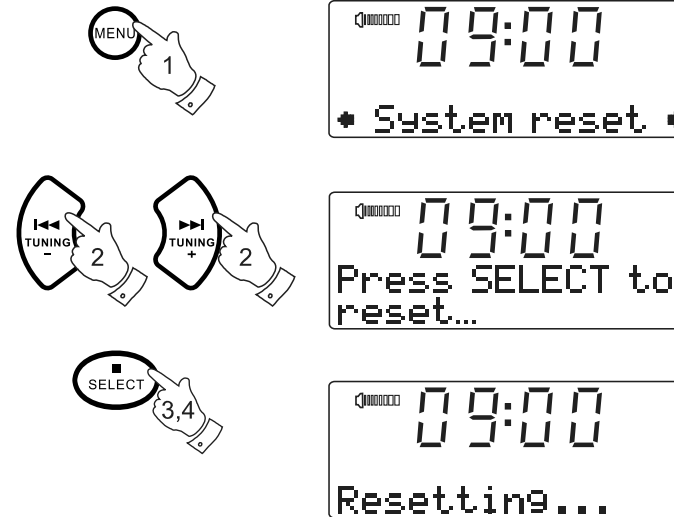 MENU
1
09:00
System reset
TUNING
−
2
TUNING
+
2
09:00
Press SELECT to
reset...
SELECT
3,4
09:00
Resetting...